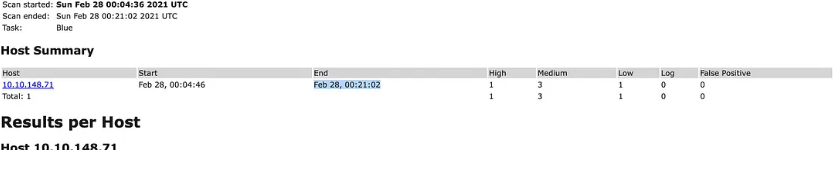 Scan started: Sun Feb 28 00:04:36 2021 UTC
Scan ended: Sun Feb 28 00:21:02 2021 UTC
Task: Blue
Host Summary
Host Start End High Medium Low Log False Positive
10.10.148.71 Feb 28, 00:04:46 Feb 28, 00:21:02 1 3 1 0 0
Total: 1 1 3 1 0 0
Results per Host
Host 10.10.148.71